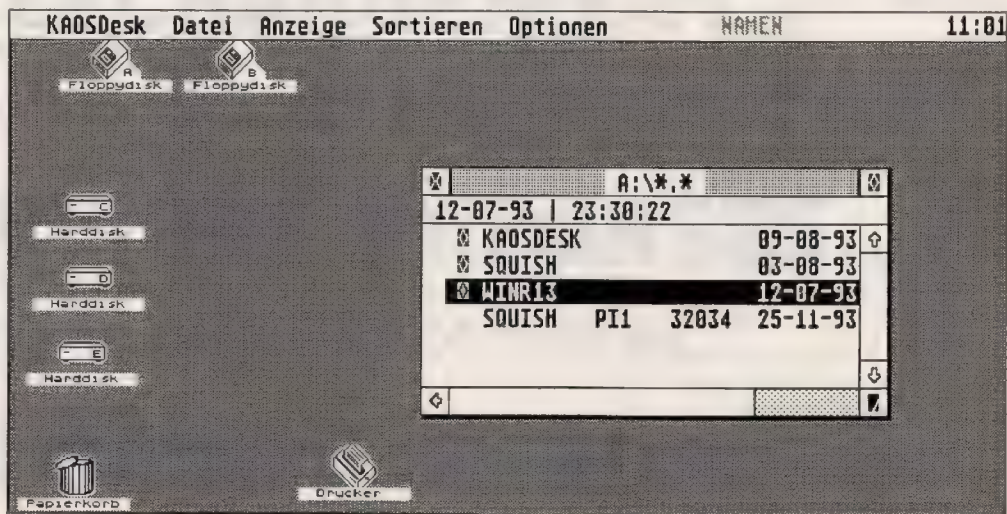 KAOSDesk Datei Anzeige Sortieren Optionen NAMEN 11:01
A B
Floppydisk Floppydisk
A:\*.*
12-07-93 | 23:30:22
KAOSDESK 09-08-93
SQUISH 03-08-93
WINR13 12-07-93
SQUISH PI1 32034 25-11-93
C
Harddisk
D
Harddisk
E
Harddisk
Papierkorb
Drucker